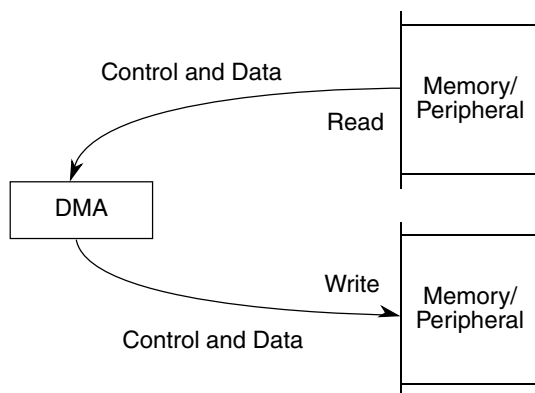 Control and Data
Memory/
Peripheral
Read
DMA
Write
Memory/
Peripheral
Control and Data